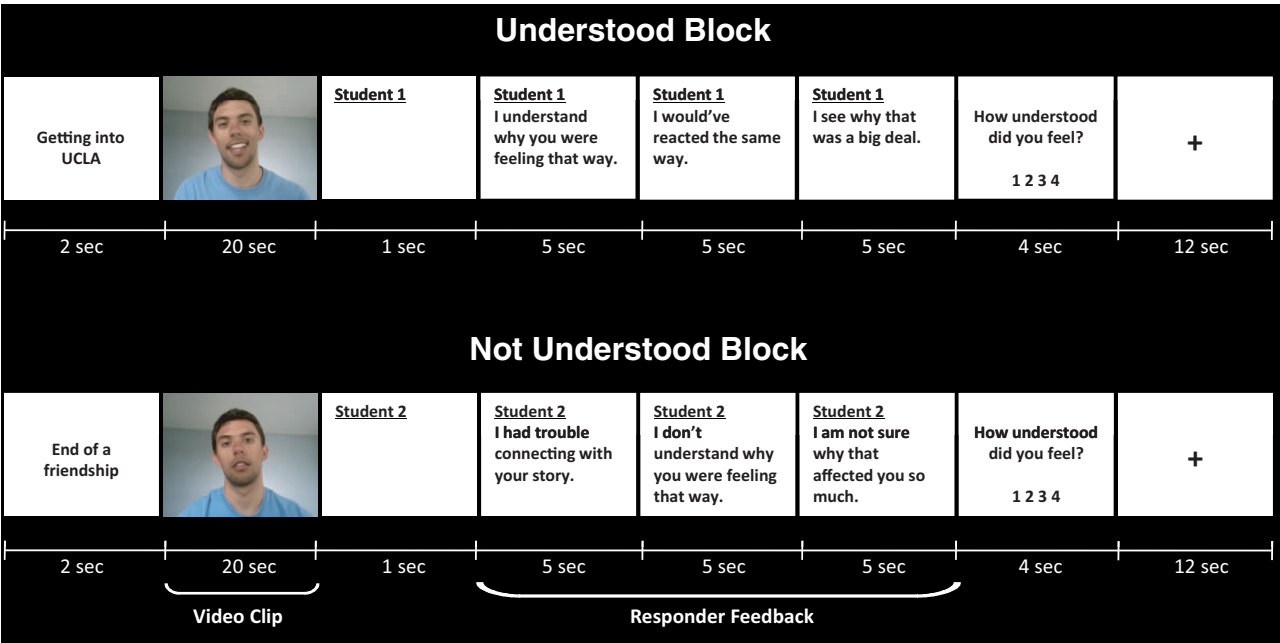 Understood Block
Getting into
UCLA
Student 1
Student 1
I understand
why you were
feeling that way.
Student 1
I would've
reacted the same
way.
Student 1
I see why that
was a big deal.
How understood
did you feel?
1 2 3 4
+
2 sec
20 sec
1 sec
5 sec
5 sec
5 sec
4 sec
12 sec
Not Understood Block
End of a
friendship
Student 2
Student 2
I had trouble
connecting with
your story.
Student 2
I don't
understand why
you were feeling
that way.
Student 2
I am not sure
why that
affected you so
much.
How understood
did you feel?
1 2 3 4
+
2 sec
20 sec
1 sec
5 sec
5 sec
5 sec
4 sec
12 sec
Video Clip
Responder Feedback